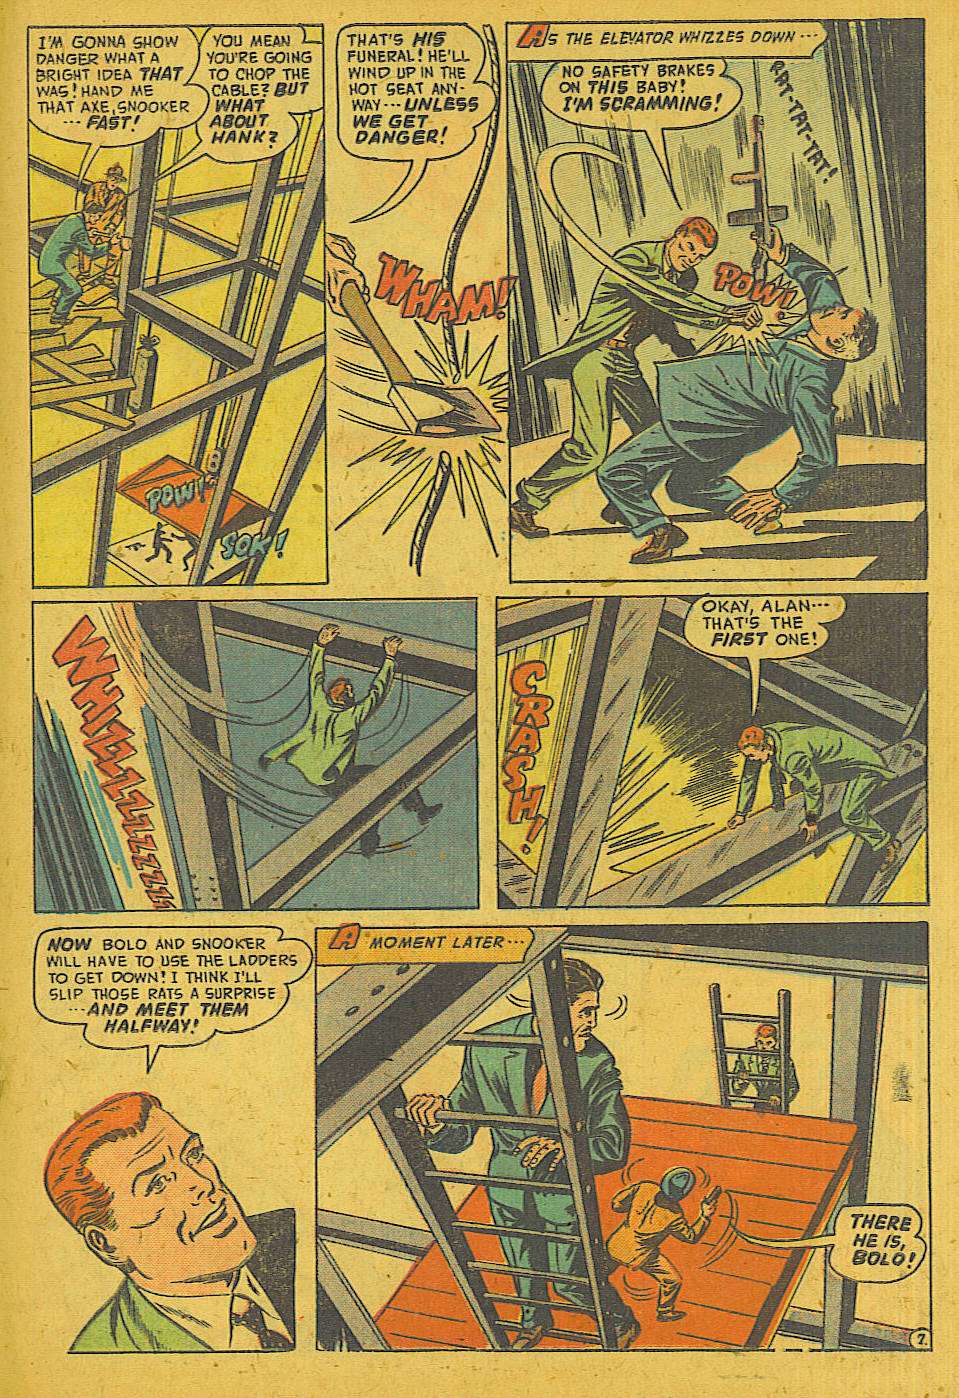 I'M GONNA SHOW
DANGER WHAT A
BRIGHT IDEA THAT
WAS! HAND ME
THAT AXE, SNOOKER
--- FAST!
YOU MEAN
YOU'RE GOING
TO CHOP THE
CABLE? BUT
WHAT
ABOUT
HANK?
POW!
SOK!
THAT'S HIS
FUNERAL! HE'LL
WIND UP IN THE
HOT SEAT ANY-
WAY--- UNLESS
WE GET
DANGER!
WHAM!
AS THE ELEVATOR WHIZZES DOWN ---
NO SAFETY BRAKES
ON THIS BABY!
I'M SCRAMMING!
RAT-TAT-TAT!
POW!
CRASH!
OKAY, ALAN---
THAT'S THE
FIRST ONE!
NOW BOLO AND SNOOKER
WILL HAVE TO USE THE LADDERS
TO GET DOWN! I THINK I'LL
SLIP THOSE RATS A SURPRISE
---AND MEET THEM
HALFWAY!
A MOMENT LATER---
THERE
HE IS,
BOLO!
7.